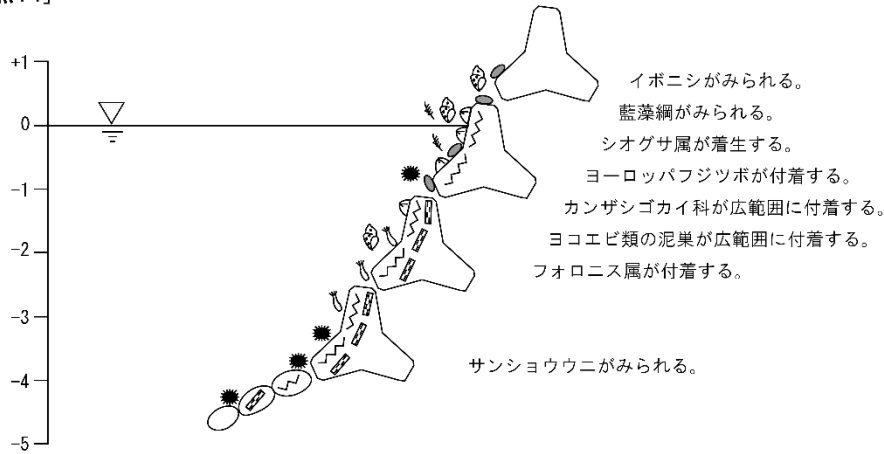 +1
イボニシがみられる。
藍藻綱がみられる。
0
シオグサ属が着生する。
ヨーロッパフジツボが付着する。
-1
カンザシゴカイ科が広範囲に付着する。
ヨコエビ類の泥巣が広範囲に付着する。
-2
フォロニス属が付着する。
-3
サンショウウニがみられる。
-4
-5